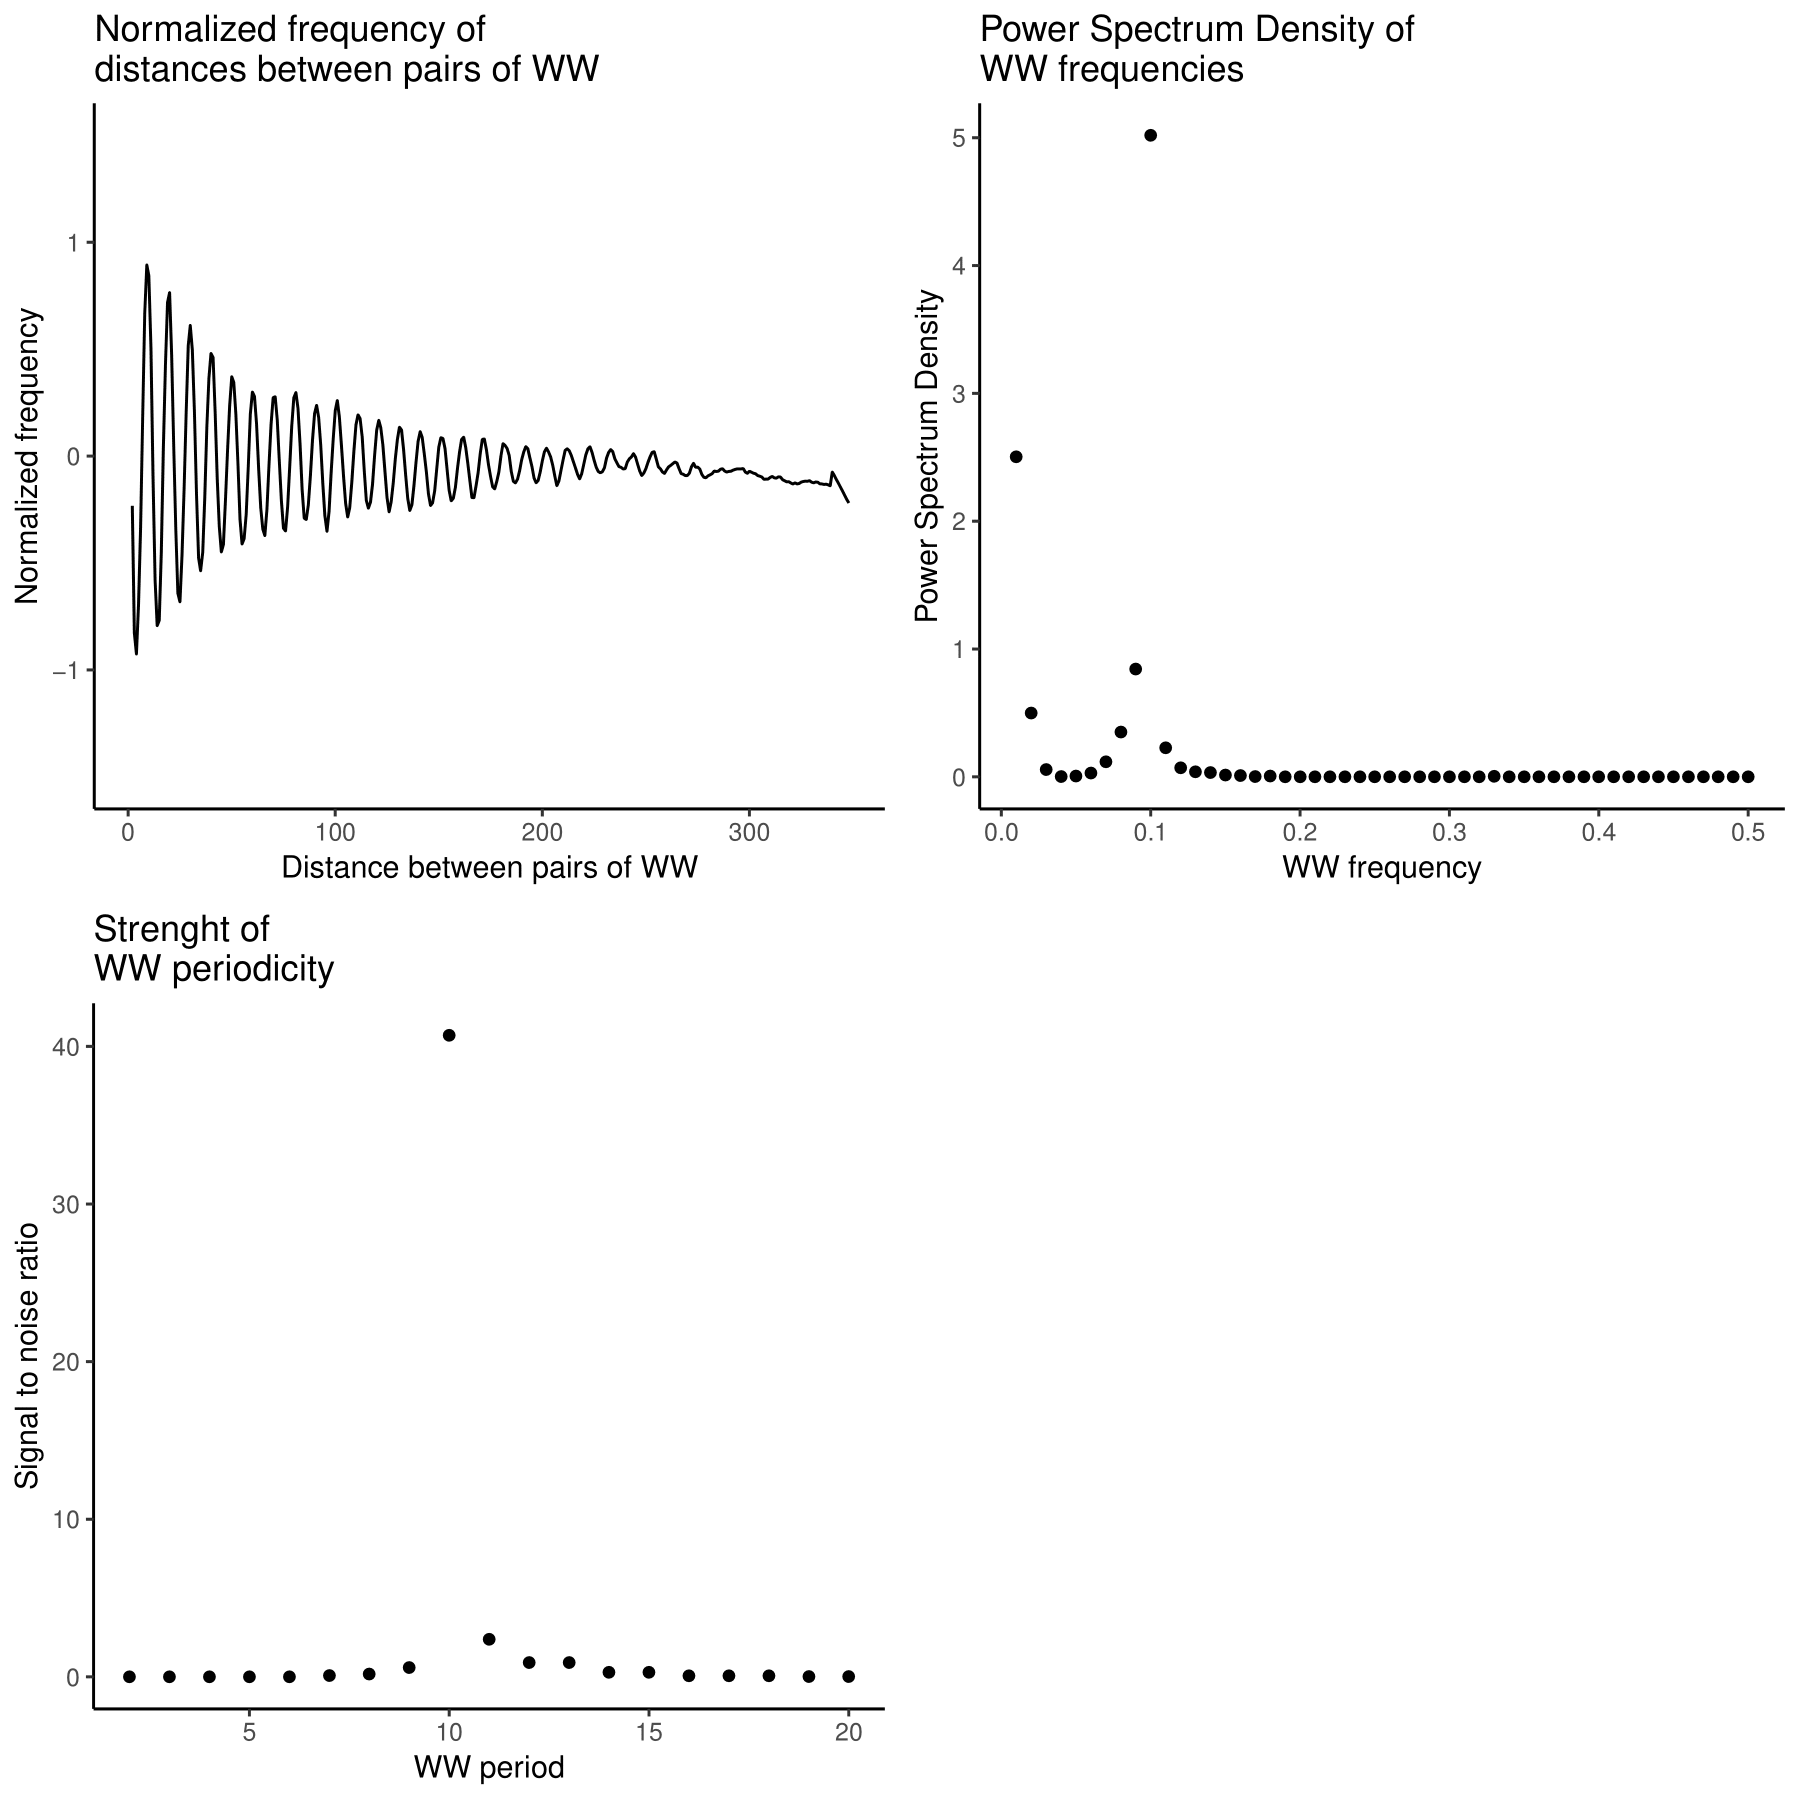 Normalized frequency of
distances between pairs of WW
Normalized frequency
1
0
−1
0 100 200 300
Distance between pairs of WW
Power Spectrum Density of
WW frequencies
Power Spectrum Density
5
4
3
2
1
0
0.0 0.1 0.2 0.3 0.4 0.5
WW frequency
Strenght of
WW periodicity
Signal to noise ratio
40
30
20
10
0
5 10 15 20
WW period